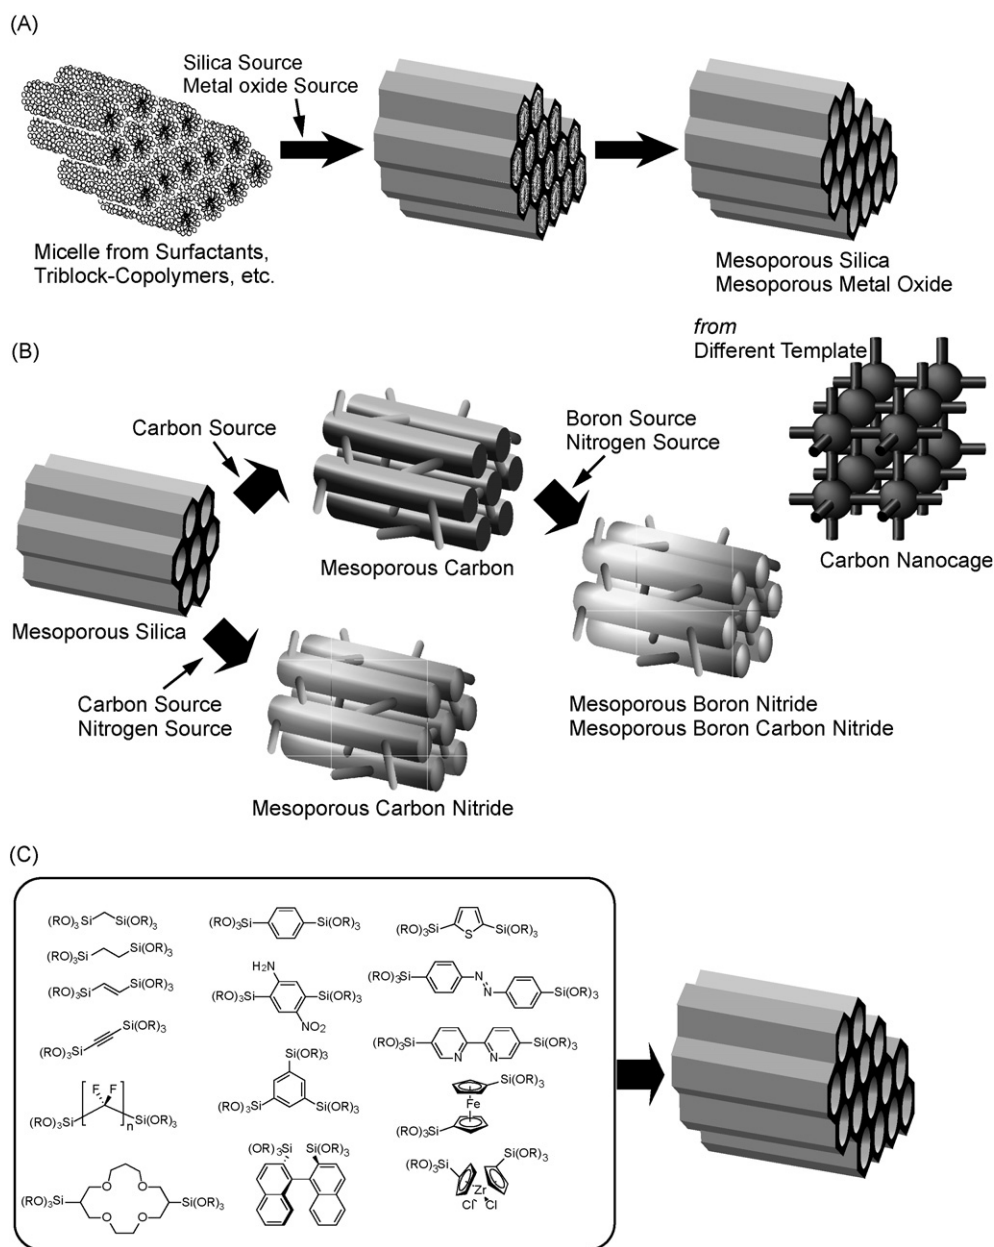 (A)
Silica Source
Metal oxide Source
Micelle from Surfactants,
Triblock-Copolymers, etc.
Mesoporous Silica
Mesoporous Metal Oxide
from
Different Template
Carbon Nanocage
(B)
Carbon Source
Boron Source
Nitrogen Source
Mesoporous Silica
Mesoporous Carbon
Carbon Source
Nitrogen Source
Mesoporous Carbon Nitride
Mesoporous Boron Nitride
Mesoporous Boron Carbon Nitride
(C)
(RO)3Si Si(OR)3
(RO)3Si Si(OR)3
(RO)3Si S Si(OR)3
(RO)3Si Si(OR)3
(RO)3Si Si(OR)3
H2N
(RO)3Si Si(OR)3
NO2
(RO)3Si N N Si(OR)3
(RO)3Si Si(OR)3
(RO)3Si N N Si(OR)3
F F
(RO)3Si [ ]n Si(OR)3
Si(OR)3
(RO)3Si Si(OR)3
Si(OR)3
Fe
(RO)3Si
(RO)3Si O O O O Si(OR)3
(OR)3Si Si(OR)3
(RO)3Si Si(OR)3
Zr
Cl Cl